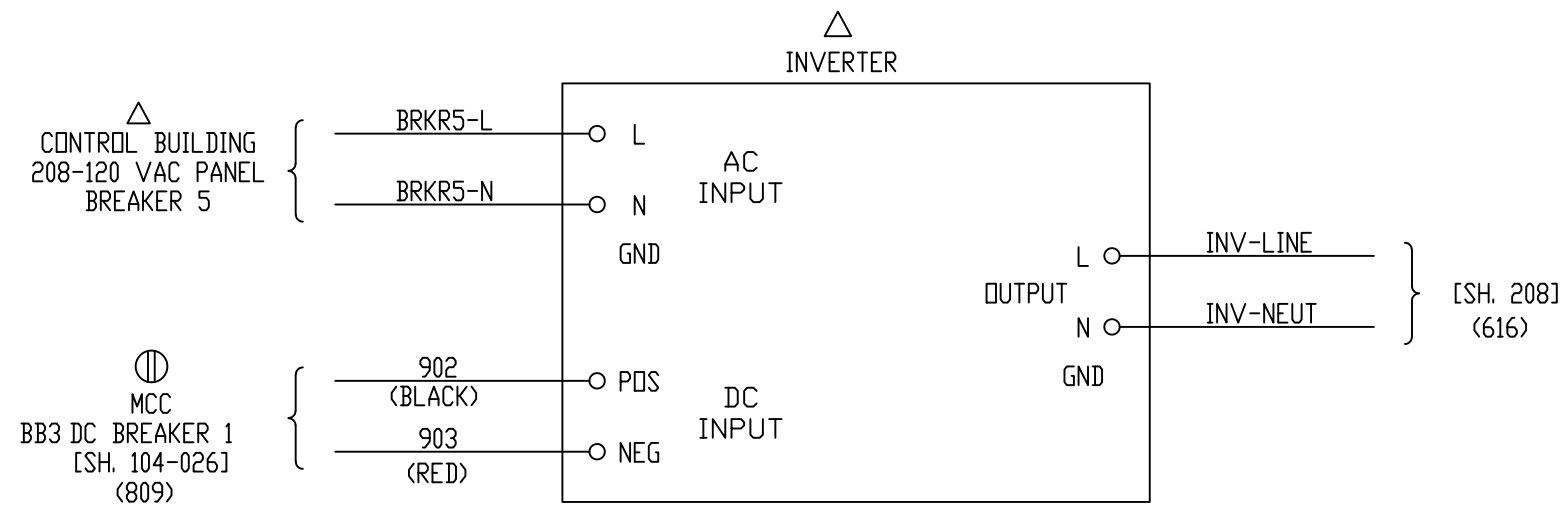 INVERTER
CONTROL BUILDING
208-120 VAC PANEL
BREAKER 5
BRKR5-L
BRKR5-N
L
N
GND
AC
INPUT
L
OUTPUT
N
GND
INV-LINE
INV-NEUT
[SH. 208]
(616)
MCC
BB3 DC BREAKER 1
[SH. 104-026]
(809)
902
(BLACK)
903
(RED)
POS
NEG
DC
INPUT